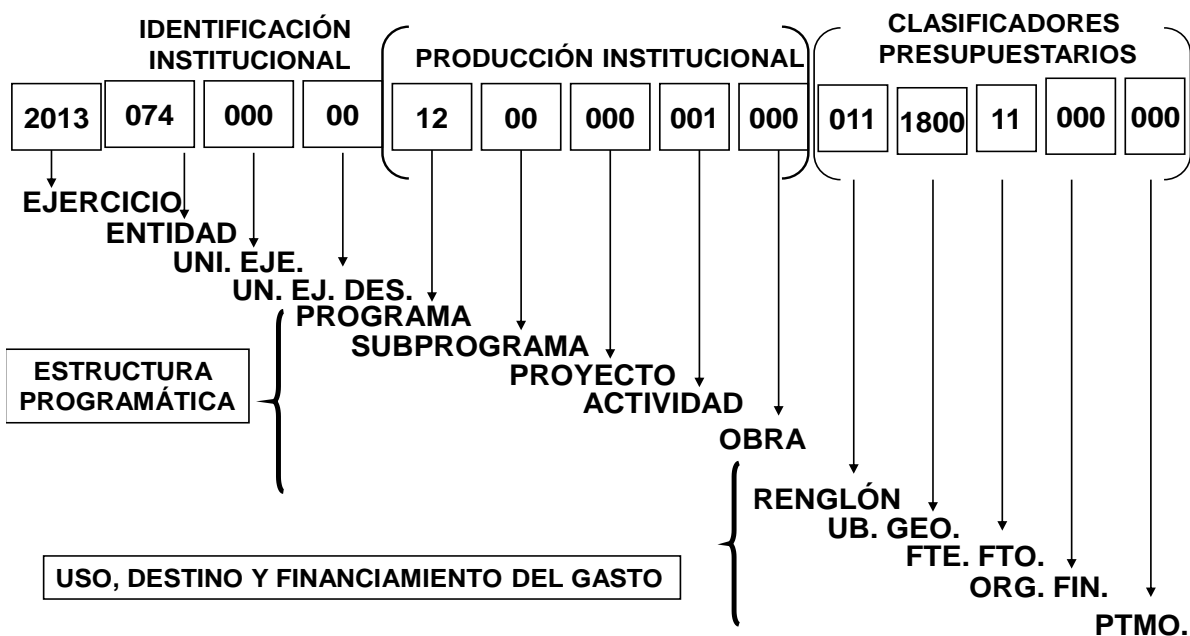 IDENTIFICACIÓN
INSTITUCIONAL
PRODUCCIÓN INSTITUCIONAL
CLASIFICADORES
PRESUPUESTARIOS
2013 074 000 00 12 00 000 001 000 011 1800 11 000 000
EJERCICIO
ENTIDAD
UNI. EJE.
UN. EJ. DES.
PROGRAMA
SUBPROGRAMA
PROYECTO
ACTIVIDAD
OBRA
ESTRUCTURA
PROGRAMÁTICA
RENGLÓN
UB. GEO.
FTE. FTO.
ORG. FIN.
PTMO.
USO, DESTINO Y FINANCIAMIENTO DEL GASTO